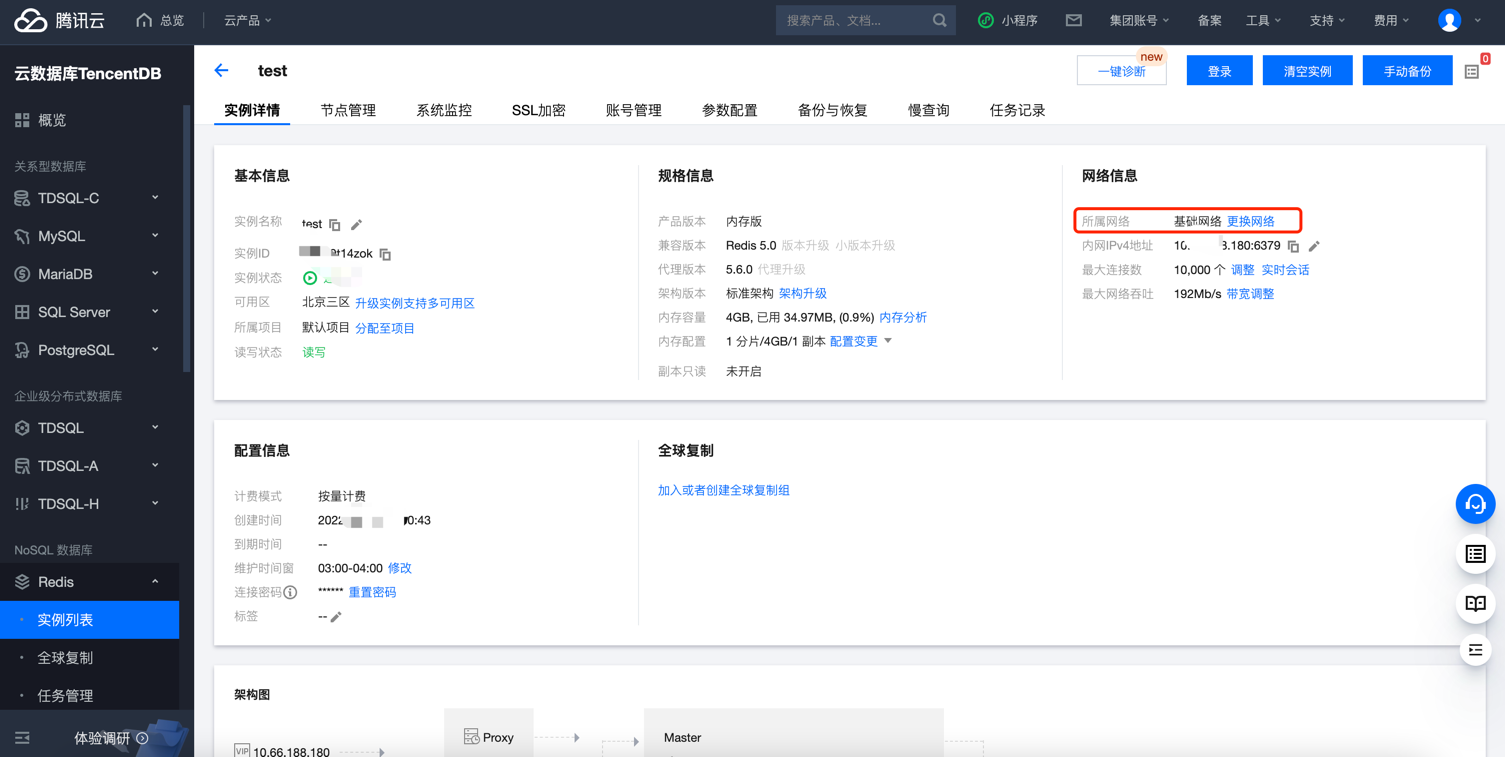 腾讯云 总览 云产品 搜索产品、文档... 小程序 集团账号 备案 工具 支持 费用
云数据库TencentDB
概览
关系型数据库
TDSQL-C
MySQL
MariaDB
SQL Server
PostgreSQL
企业级分布式数据库
TDSQL
TDSQL-A
TDSQL-H
NoSQL 数据库
Redis
实例列表
全球复制
任务管理
体验调研
test
一键诊断 new 登录 清空实例 手动备份 0
实例详情 节点管理 系统监控 SSL加密 账号管理 参数配置 备份与恢复 慢查询 任务记录
基本信息
实例名称 test
实例ID t14zok
实例状态
可用区 北京三区 升级实例支持多可用区
所属项目 默认项目 分配至项目
读写状态 读写
规格信息
产品版本 内存版
兼容版本 Redis 5.0 版本升级 小版本升级
代理版本 5.6.0 代理升级
架构版本 标准架构 架构升级
内存容量 4GB, 已用 34.97MB, (0.9%) 内存分析
内存配置 1 分片/4GB/1 副本 配置变更
副本只读 未开启
网络信息
所属网络 基础网络 更换网络
内网IPv4地址 10. .180:6379
最大连接数 10,000 个 调整 实时会话
最大网络吞吐 192Mb/s 带宽调整
配置信息
计费模式 按量计费
创建时间 202 0:43
到期时间 --
维护时间窗 03:00-04:00 修改
连接密码 ****** 重置密码
标签 --
全球复制
加入或者创建全球复制组
架构图
VIP 10.66.188.180
Proxy
Master